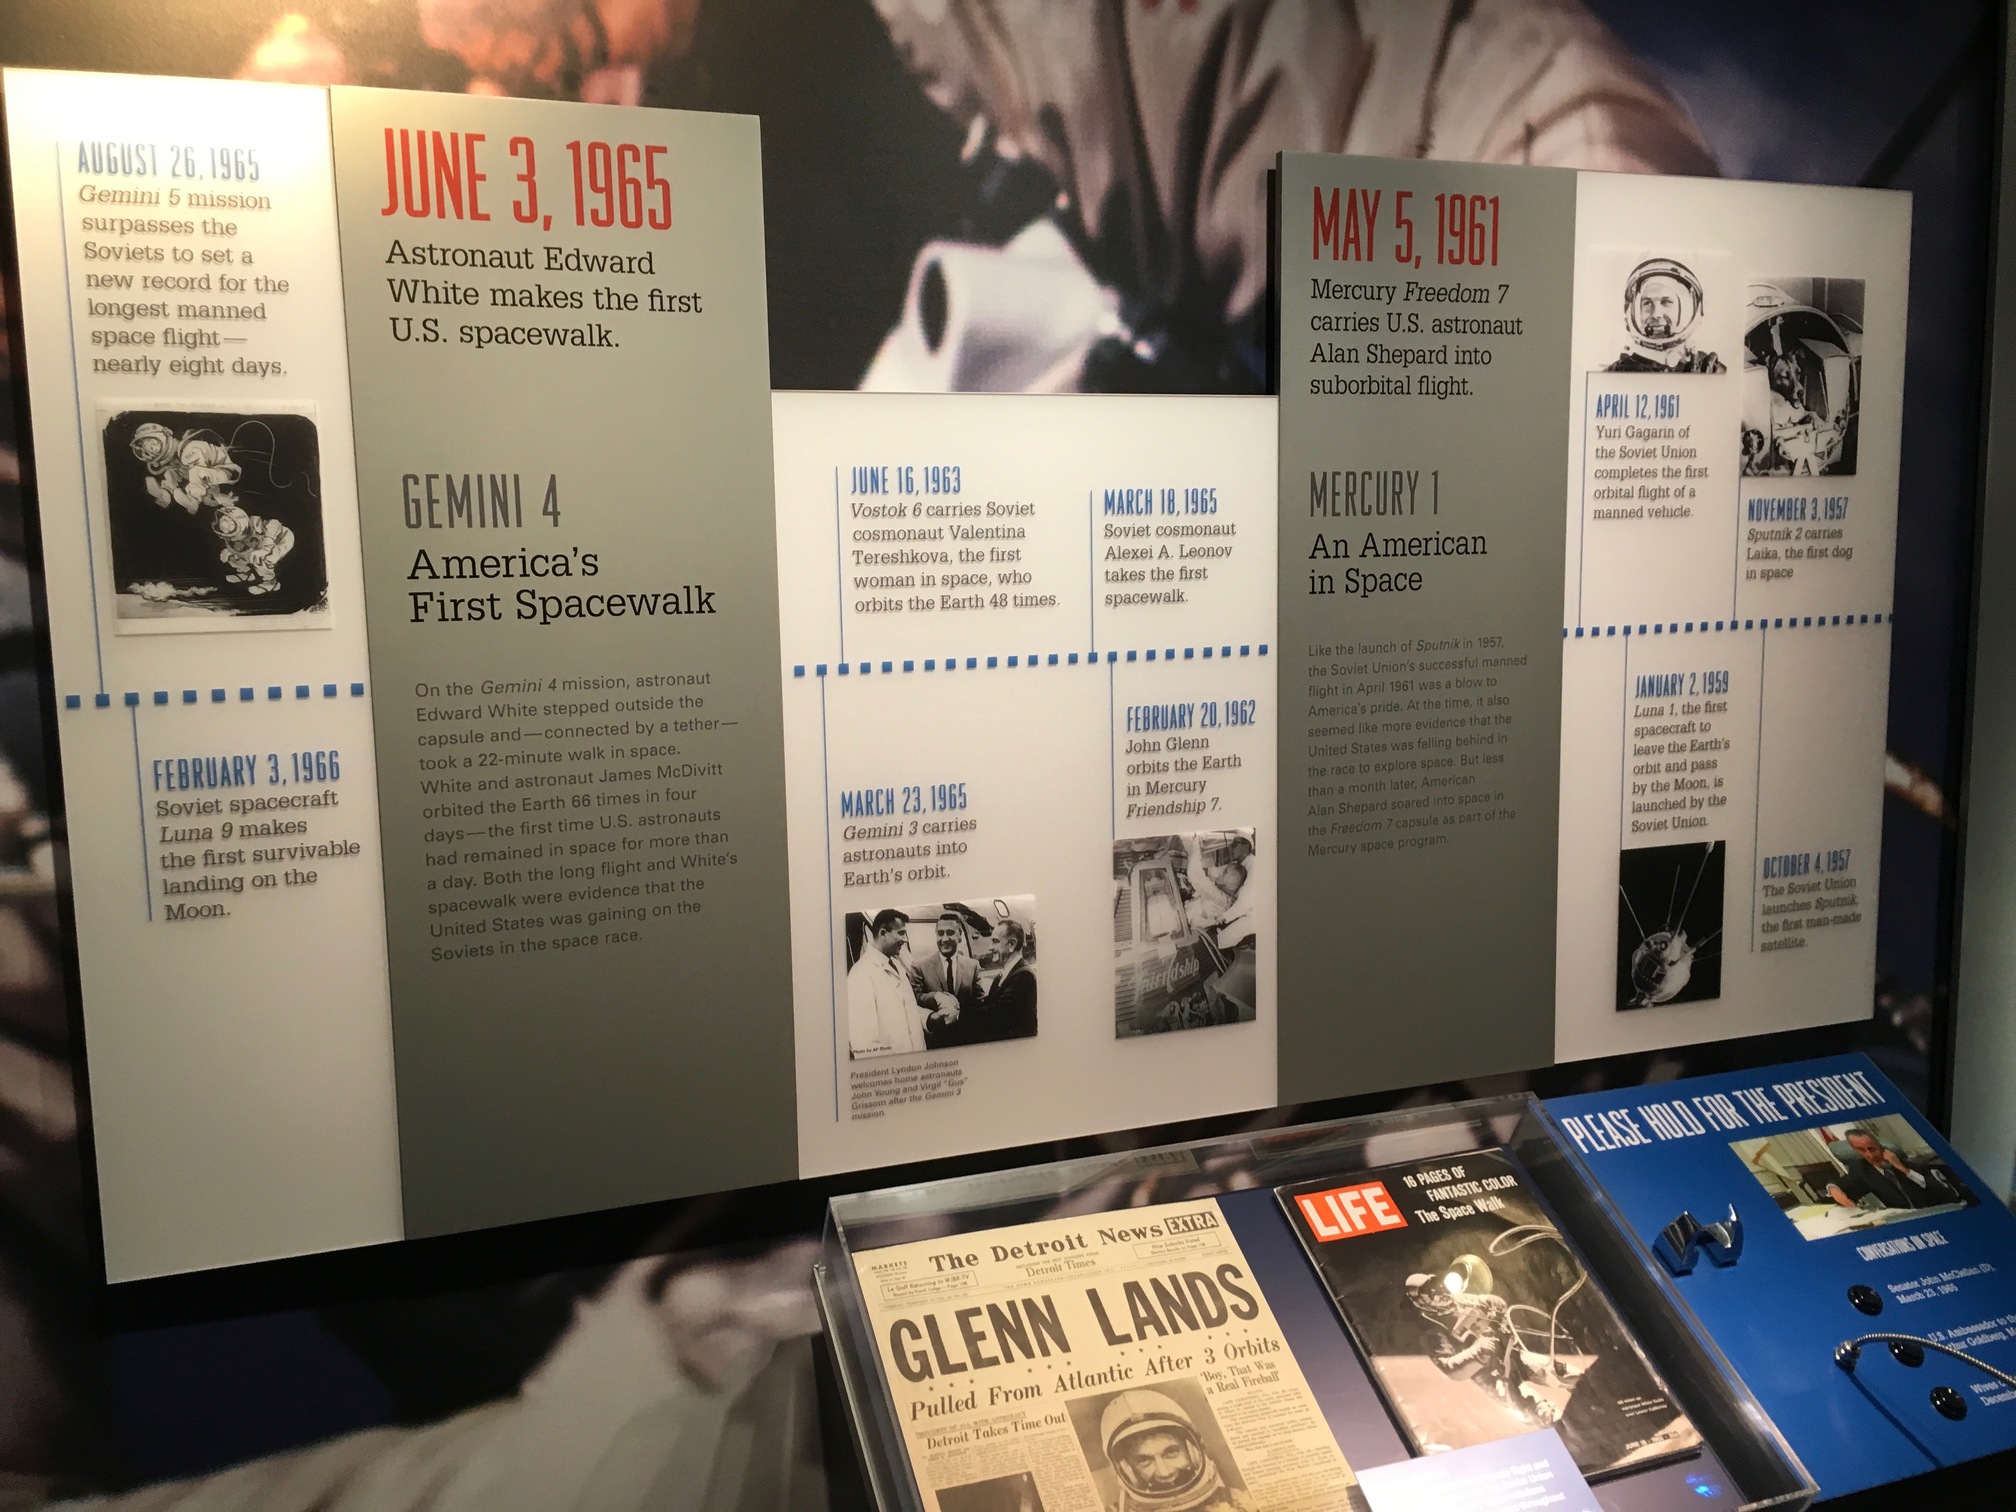 AUGUST 26, 1965
Gemini 5 mission
surpasses the
Soviets to set a
new record for the
longest manned
space flight—
nearly eight days.
FEBRUARY 3, 1966
Soviet spacecraft
Luna 9 makes
the first survivable
landing on the
Moon.
JUNE 3, 1965
Astronaut Edward
White makes the first
U.S. spacewalk.
GEMINI 4
America's
First Spacewalk
On the Gemini 4 mission, astronaut
Edward White stepped outside the
capsule and—connected by a tether—
took a 22-minute walk in space.
White and astronaut James McDivitt
orbited the Earth 66 times in four
days—the first time U.S. astronauts
had remained in space for more than
a day. Both the long flight and White's
spacewalk were evidence that the
United States was gaining on the
Soviets in the space race.
JUNE 16, 1963
Vostok 6 carries Soviet
cosmonaut Valentina
Tereshkova, the first
woman in space, who
orbits the Earth 48 times.
MARCH 18, 1965
Soviet cosmonaut
Alexei A. Leonov
takes the first
spacewalk.
MARCH 23, 1965
Gemini 3 carries
astronauts into
Earth's orbit.
Photo by AP Photo
President Lyndon Johnson
welcomes home astronauts
John Young and Virgil "Gus"
Grissom after the Gemini 3
mission.
FEBRUARY 20, 1962
John Glenn
orbits the Earth
in Mercury
Friendship 7.
Friendship
MAY 5, 1961
Mercury Freedom 7
carries U.S. astronaut
Alan Shepard into
suborbital flight.
MERCURY 1
An American
in Space
Like the launch of Sputnik in 1957,
the Soviet Union's successful manned
flight in April 1961 was a blow to
America's pride. At the time, it also
seemed like more evidence that the
United States was falling behind in
the race to explore space. But less
than a month later, American
Alan Shepard soared into space in
the Freedom 7 capsule as part of the
Mercury space program.
APRIL 12, 1961
Yuri Gagarin of
the Soviet Union
completes the first
orbital flight of a
manned vehicle.
NOVEMBER 3, 1957
Sputnik 2 carries
Laika, the first dog
in space
JANUARY 2, 1959
Luna 1, the first
spacecraft to
leave the Earth's
orbit and pass
by the Moon, is
launched by the
Soviet Union.
OCTOBER 4, 1957
The Soviet Union
launches Sputnik,
the first man-made
satellite.
MARKETS
The Detroit News EXTRA
Detroit Times
GLENN LANDS
Pulled From Atlantic After 3 Orbits
'Boy, That Was
a Real Fireball'
Detroit Takes Time Out
LIFE
16 PAGES OF
FANTASTIC COLOR
The Space Walk
PLEASE HOLD FOR THE PRESIDENT
CONVERSATIONS ON SPACE
Senator John McClellan (D),
March 23, 1965
U.S. Ambassador to
Goldberg,
Wives